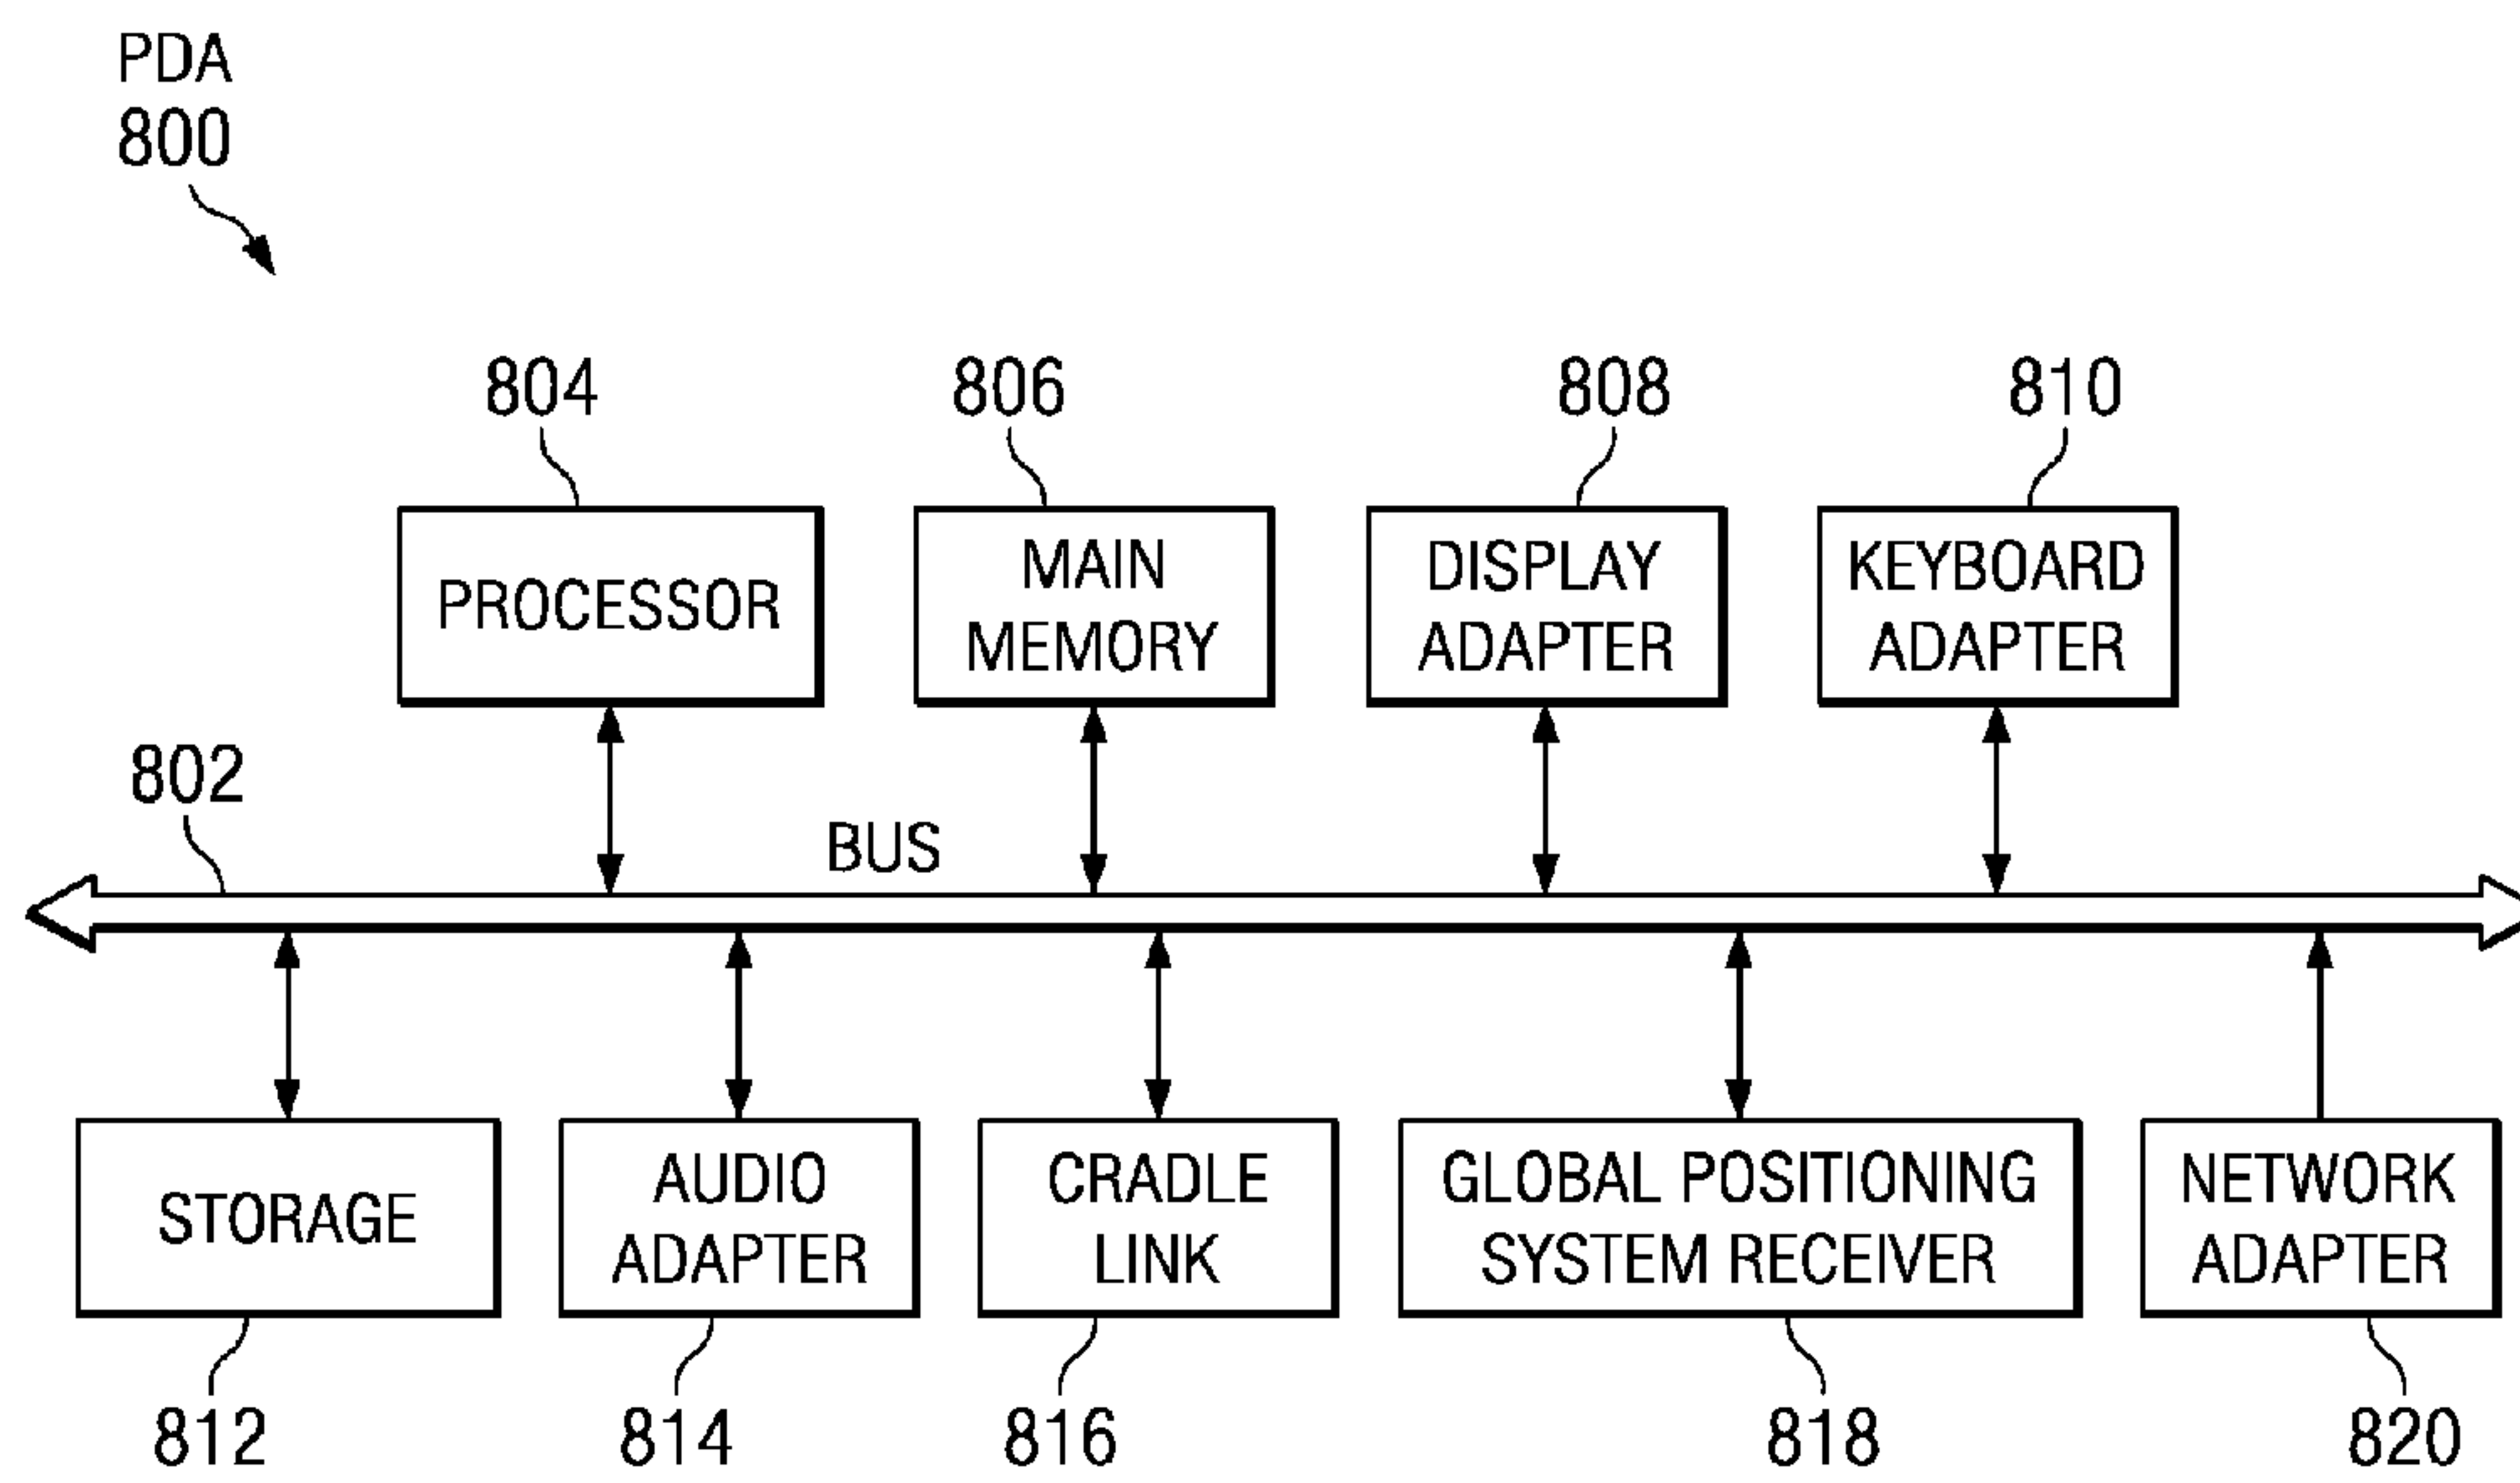 PDA
800
804
806
808
810
PROCESSOR
MAIN
MEMORY
DISPLAY
ADAPTER
KEYBOARD
ADAPTER
802
BUS
STORAGE
AUDIO
ADAPTER
CRADLE
LINK
GLOBAL POSITIONING
SYSTEM RECEIVER
NETWORK
ADAPTER
812
814
816
818
820